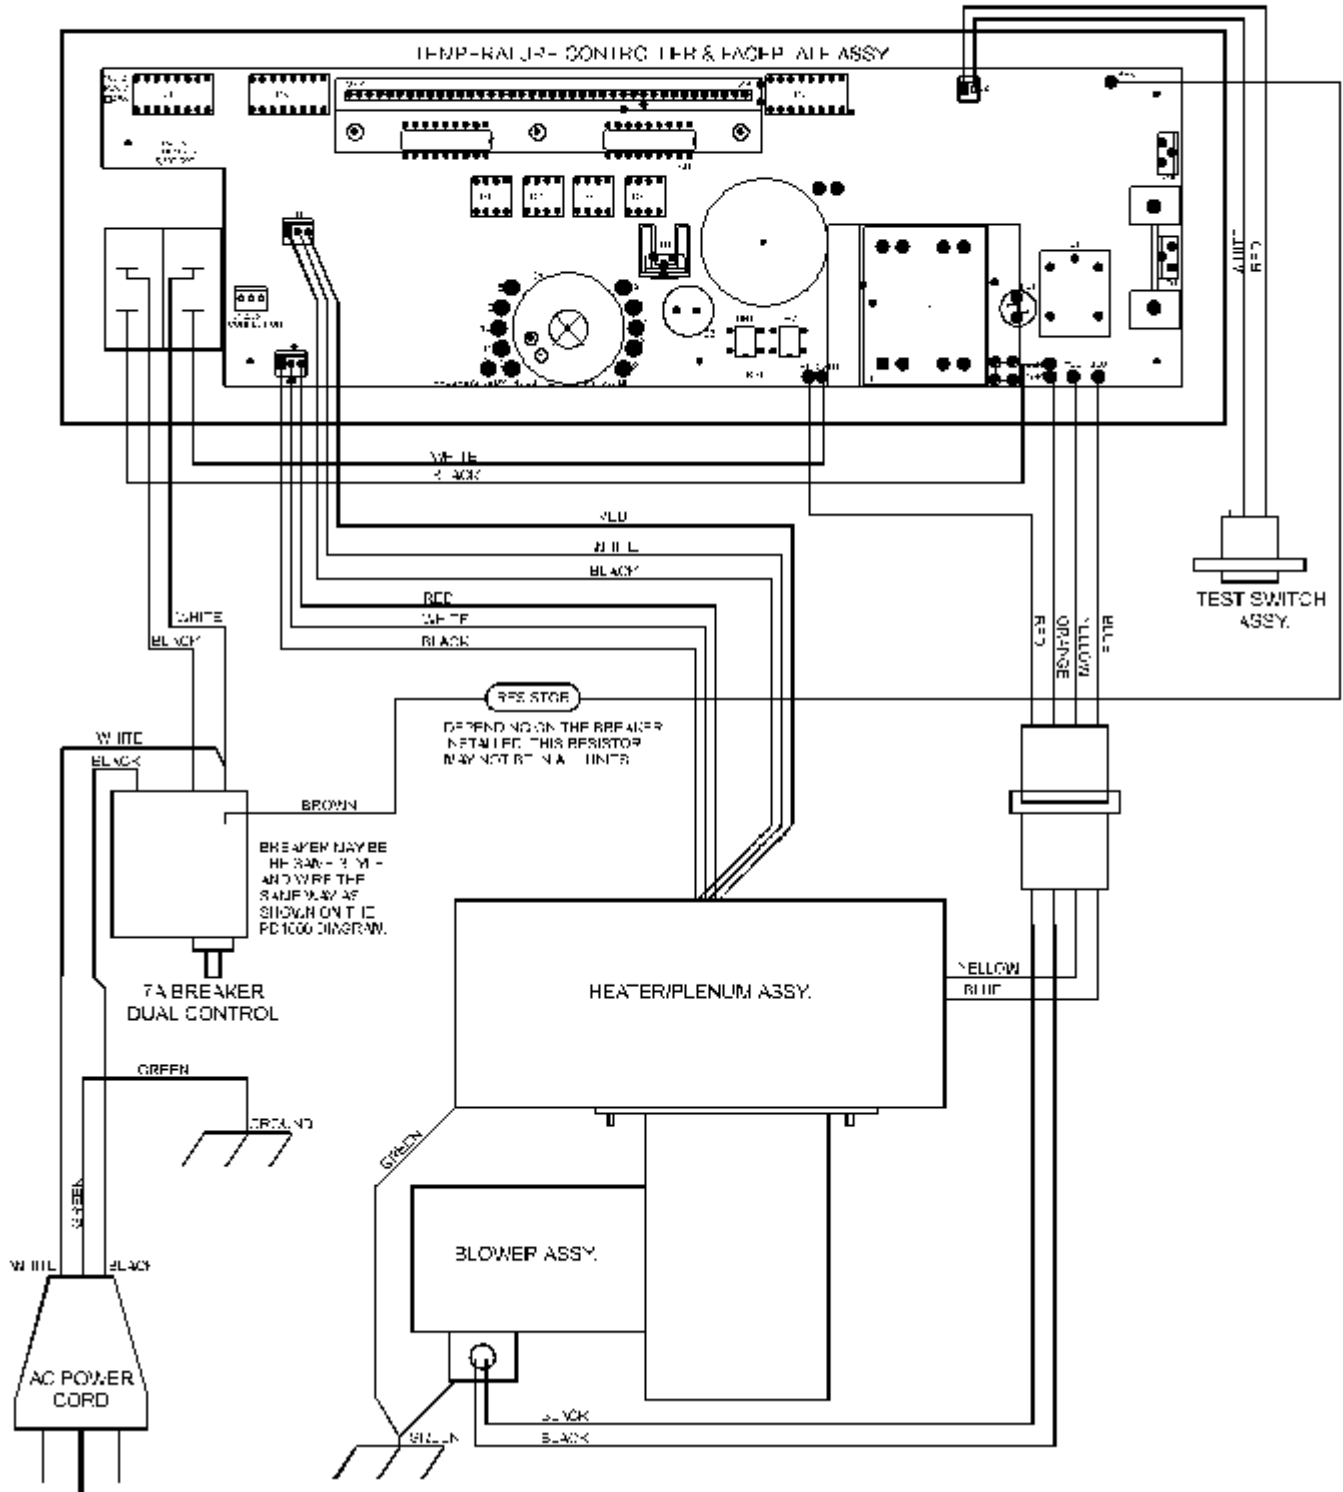 TEMPERATURE CONTROLLER & FACEPLATE ASSY
CONNECTION
WHITE
RED
WHITE
BLACK
RED
WHITE
BLACK
RED
WHITE
BLACK
WHITE
BLACK
TEST SWITCH
ASSY.
RED
ORANGE
YELLOW
BLUE
RESISTOR
DEPENDING ON THE BREAKER
INSTALLED, THIS RESISTOR
MAY NOT BE IN ALL UNITS
WHITE
BLACK
BROWN
BREAKER MAY BE
THE SAME STYLE
AND WIRE THE
SAME WAY AS
SHOWN ON THE
DIAGRAM.
7A BREAKER
DUAL CONTROL
HEATER/PLENUM ASSY.
YELLOW
BLUE
GREEN
GROUND
GREEN
GREEN
WHITE
BLACK
BLOWER ASSY.
AC POWER
CORD
BLACK
GREEN
BLACK